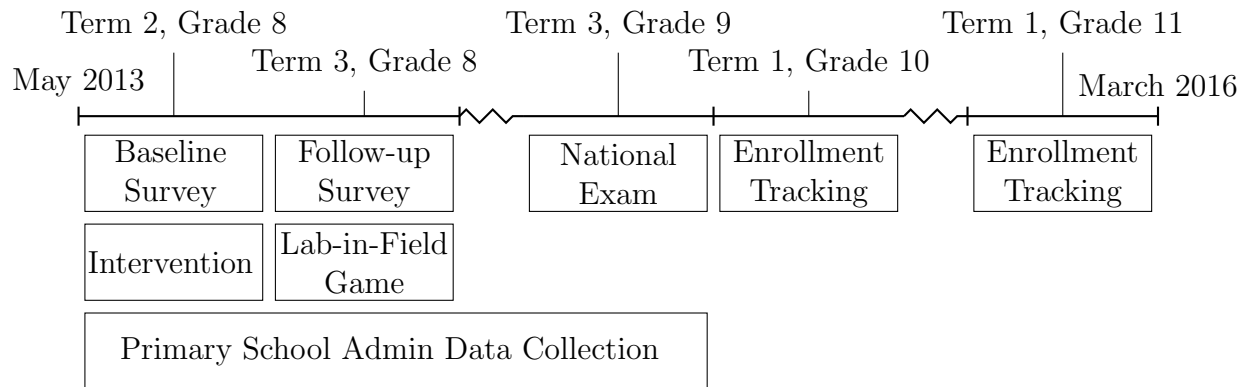 Term 2, Grade 8
Term 3, Grade 9
Term 1, Grade 11
Term 3, Grade 8
Term 1, Grade 10
May 2013
March 2016
Baseline
Survey
Follow-up
Survey
National
Exam
Enrollment
Tracking
Enrollment
Tracking
Intervention
Lab-in-Field
Game
Primary School Admin Data Collection